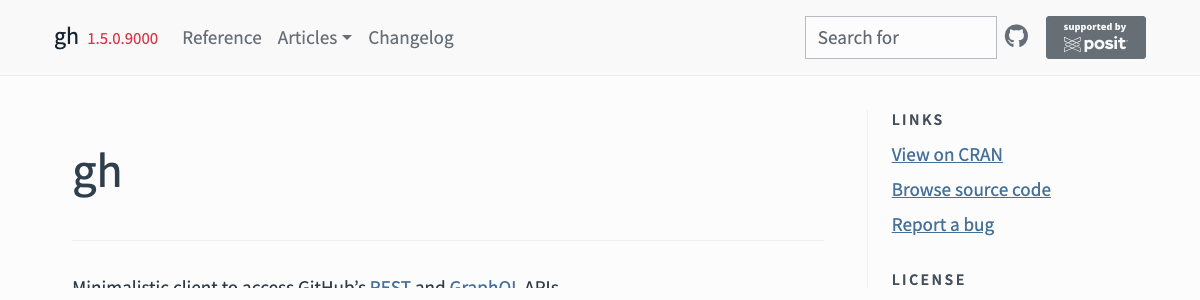 gh 1.5.0.9000 Reference Articles Changelog Search for supported by posit
LINKS
View on CRAN
gh
Browse source code
Report a bug
LICENSE
Minimalistic client to access GitHub's REST and GraphQL APIs